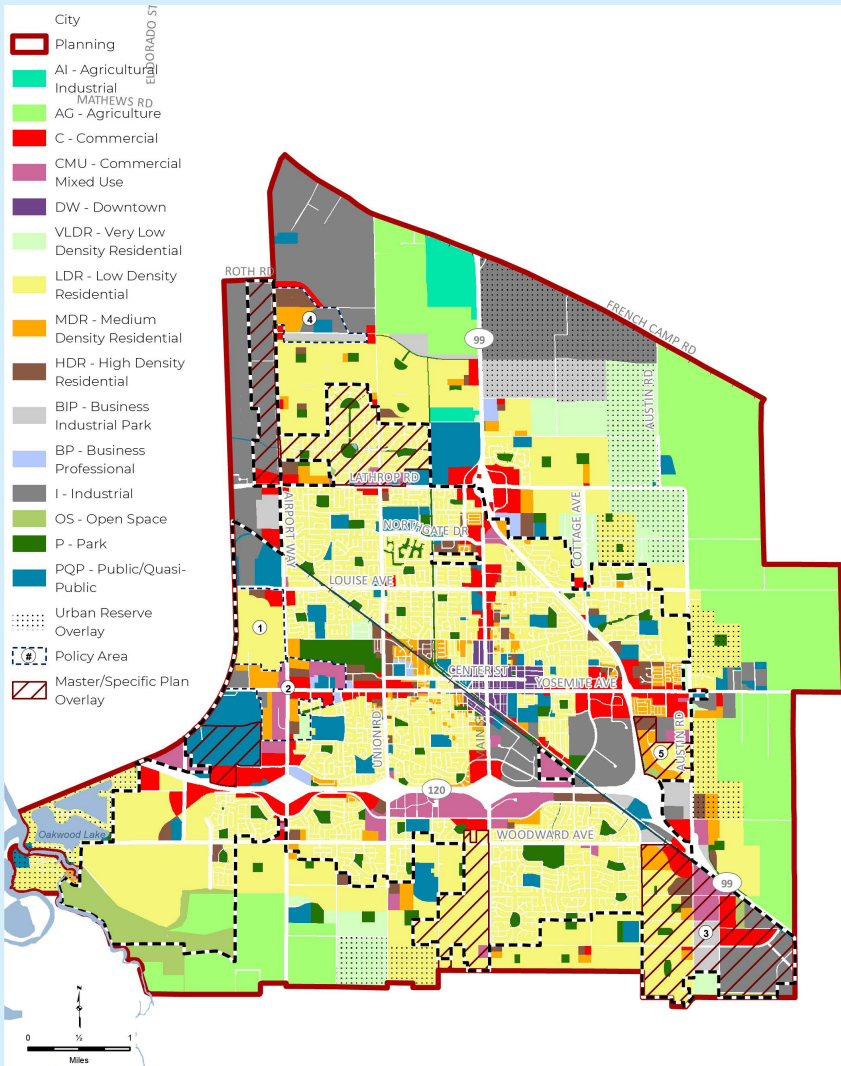 City
Planning
ELDORADO ST
AI - Agricultural
Industrial
MATHEWS RD
AG - Agriculture
C - Commercial
CMU - Commercial
Mixed Use
DW - Downtown
VLDR - Very Low
Density Residential
LDR - Low Density
Residential
MDR - Medium
Density Residential
HDR - High Density
Residential
BIP - Business
Industrial Park
BP - Business
Professional
I - Industrial
OS - Open Space
P - Park
PQP - Public/Quasi-
Public
Urban Reserve
Overlay
# Policy Area
Master/Specific Plan
Overlay
ROTH RD
FRENCH CAMP RD
4
99
AUSTIN RD
LATHROP RD
AIRPORT WAY
NORTHGATE DR
COTTAGE AVE
LOUISE AVE
1
CENTER ST
YOSEMITE AVE
2
UNION RD
MAIN ST
AUSTIN RD
5
120
Oakwood Lake
WOODWARD AVE
99
3
N
0 ½ 1
Miles